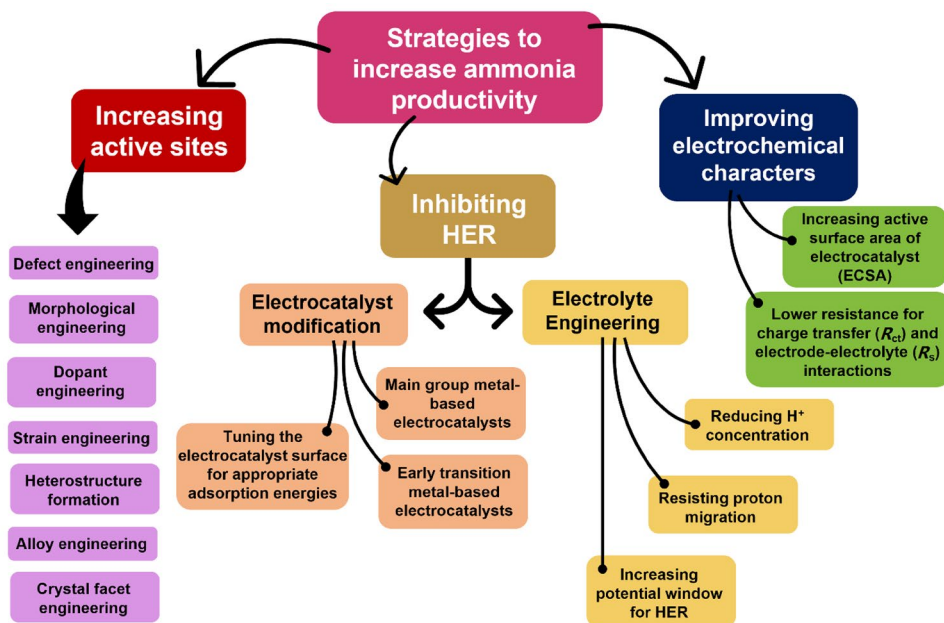 Strategies to
increase ammonia
productivity
Increasing
active sites
Defect engineering
Morphological
engineering
Dopant
engineering
Strain engineering
Heterostructure
formation
Alloy engineering
Crystal facet
engineering
Inhibiting
HER
Electrocatalyst
modification
Tuning the
electrocatalyst surface
for appropriate
adsorption energies
Main group metal-
based
electrocatalysts
Early transition
metal-based
electrocatalysts
Electrolyte
Engineering
Reducing H⁺
concentration
Resisting proton
migration
Increasing
potential window
for HER
Improving
electrochemical
characters
Increasing active
surface area of
electrocatalyst
(ECSA)
Lower resistance for
charge transfer (Rct) and
electrode-electrolyte (Rs)
interactions